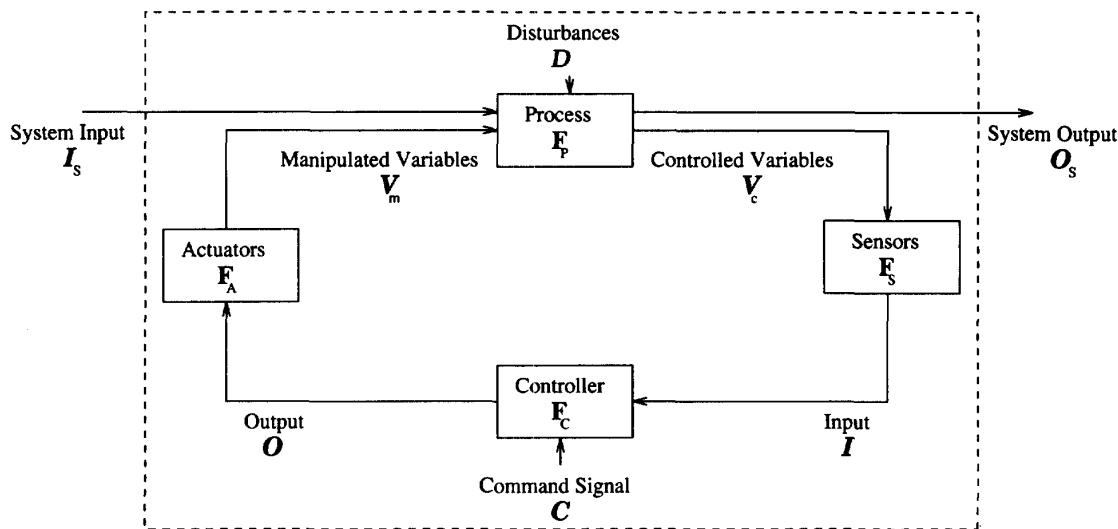 Disturbances
D
System Input
I_S
Process
F_P
System Output
O_S
Manipulated Variables
V_m
Controlled Variables
V_c
Actuators
F_A
Sensors
F_S
Controller
F_C
Output
O
Input
I
Command Signal
C